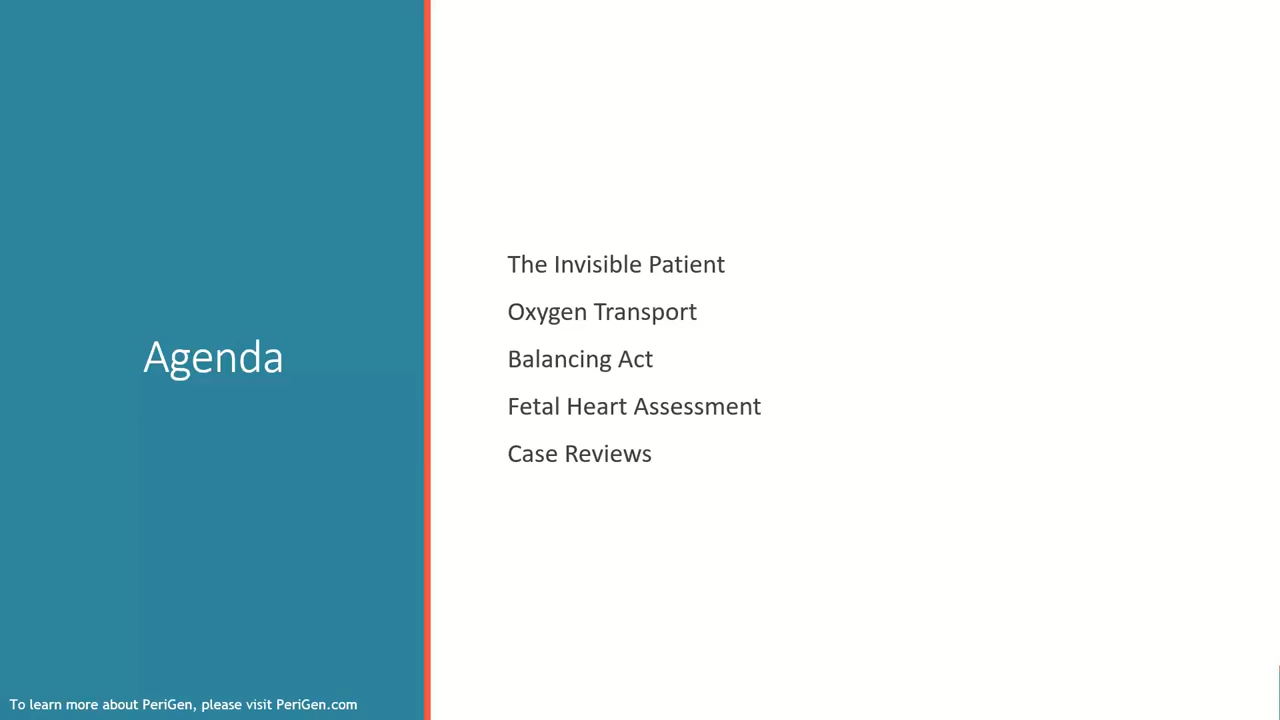 Agenda
The Invisible Patient
Oxygen Transport
Balancing Act
Fetal Heart Assessment
Case Reviews
To learn more about PeriGen, please visit PeriGen.com